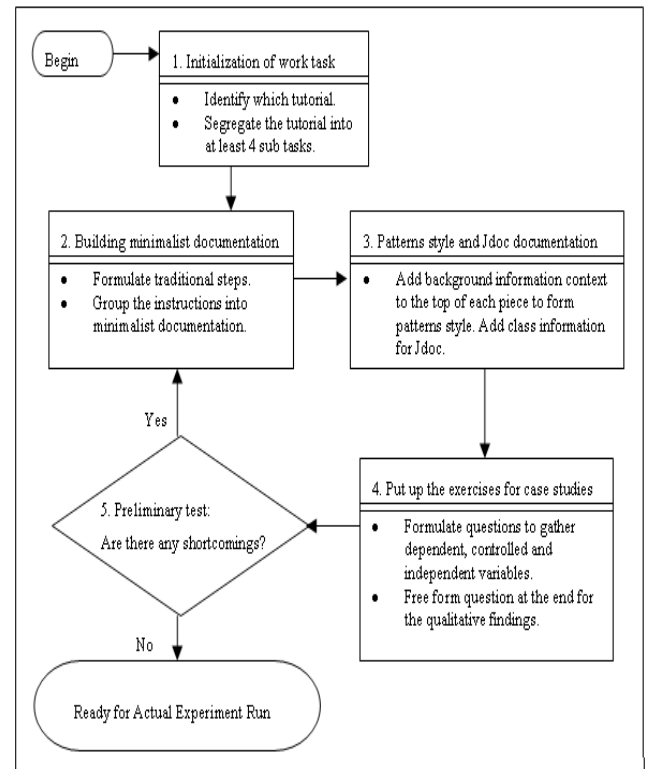 Begin
1. Initialization of work task
• Identify which tutorial.
• Segregate the tutorial into
at least 4 sub tasks.
2. Building minimalist documentation
• Formulate traditional steps.
• Group the instructions into
minimalist documentation.
3. Patterns style and Jdoc documentation
• Add background information context
to the top of each piece to form
patterns style. Add class information
for Jdoc.
4. Put up the exercises for case studies
• Formulate questions to gather
dependent, controlled and
independent variables.
• Free form question at the end for
the qualitative findings.
Yes
5. Preliminary test:
Are there any shortcomings?
No
Ready for Actual Experiment Run